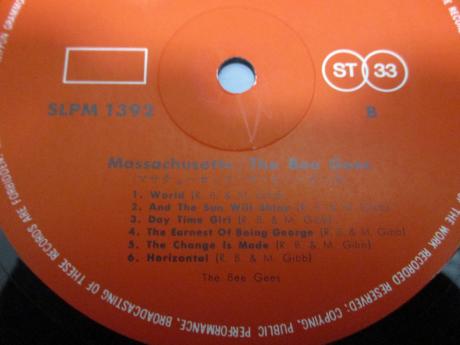 ST 33
SLPM 1392
B
Massachusetts: The Bee Gees
1. World (R. B. & M. Gibb)
2. And The Sun Will Shine (R. B. & M. Gibb)
3. Day Time Girl (R. B. & M. Gibb)
4. The Earnest Of Being George (R. B. & M. Gibb)
5. The Change Is Made (R. B. & M. Gibb)
6. Horizontal (R. B. & M. Gibb)
The Bee Gees
OF THE WORK RECORDED RESERVED: COPYING, PUBLIC PERFORMANCE, BROADCASTING OF THESE RECORDS ARE FORBIDDEN